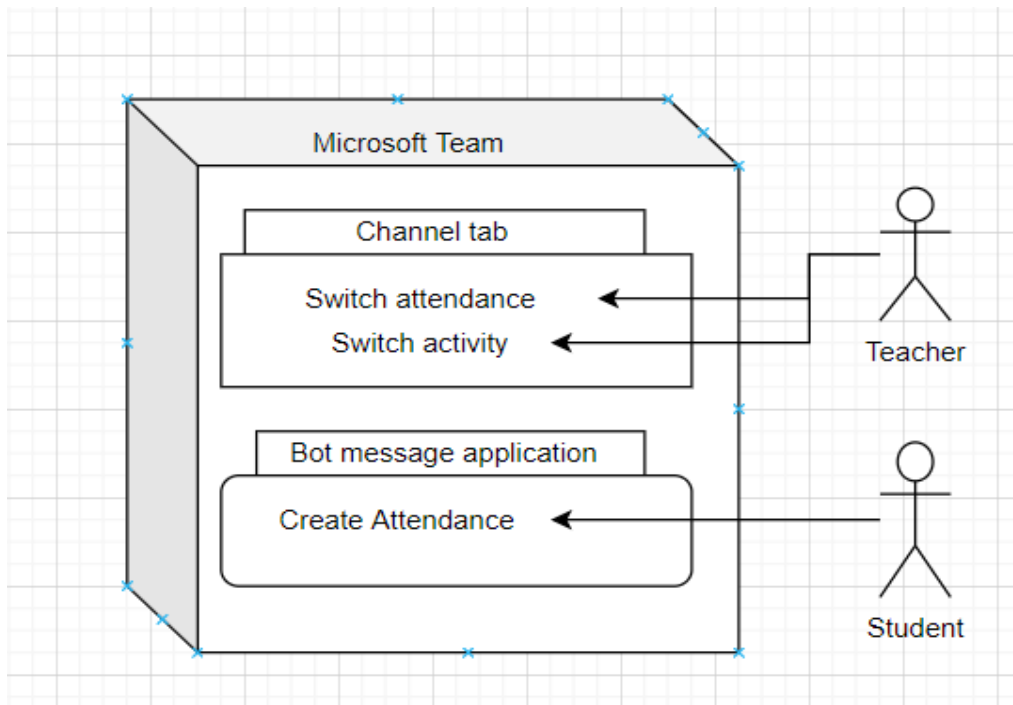 Microsoft Team
Channel tab
Switch attendance
Switch activity
Teacher
Bot message application
Create Attendance
Student